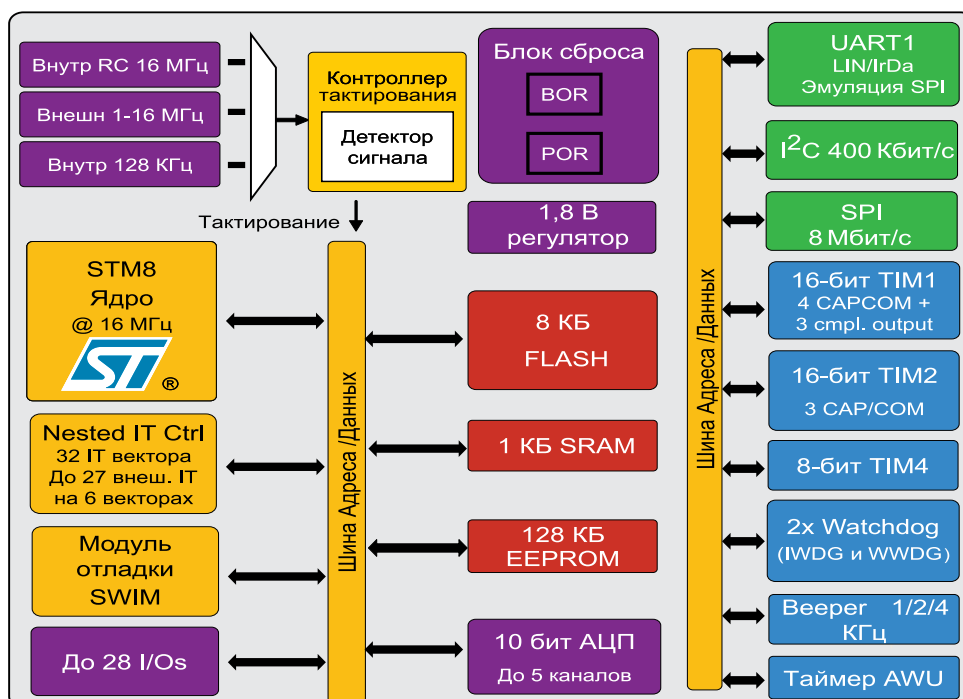 Внутр RC 16 МГц
Внешн 1-16 МГц
Внутр 128 КГц
Контроллер
тактирования
Детектор
сигнала
Тактирование
Блок сброса
BOR
POR
1,8 В
регулятор
STM8
Ядро
@ 16 МГц
ST ®
Nested IT Ctrl
32 IT вектора
До 27 внеш. IT
на 6 векторах
Модуль
отладки
SWIM
До 28 I/Os
Шина Адреса /Данных
8 КБ
FLASH
1 КБ SRAM
128 КБ
EEPROM
10 бит АЦП
До 5 каналов
Шина Адреса /Данных
UART1
LIN/IrDa
Эмуляция SPI
I²C 400 Кбит/с
SPI
8 Мбит/с
16-бит TIM1
4 CAPCOM +
3 cmpl. output
16-бит TIM2
3 CAP/COM
8-бит TIM4
2x Watchdog
(IWDG и WWDG)
Beeper 1/2/4
КГц
Таймер AWU